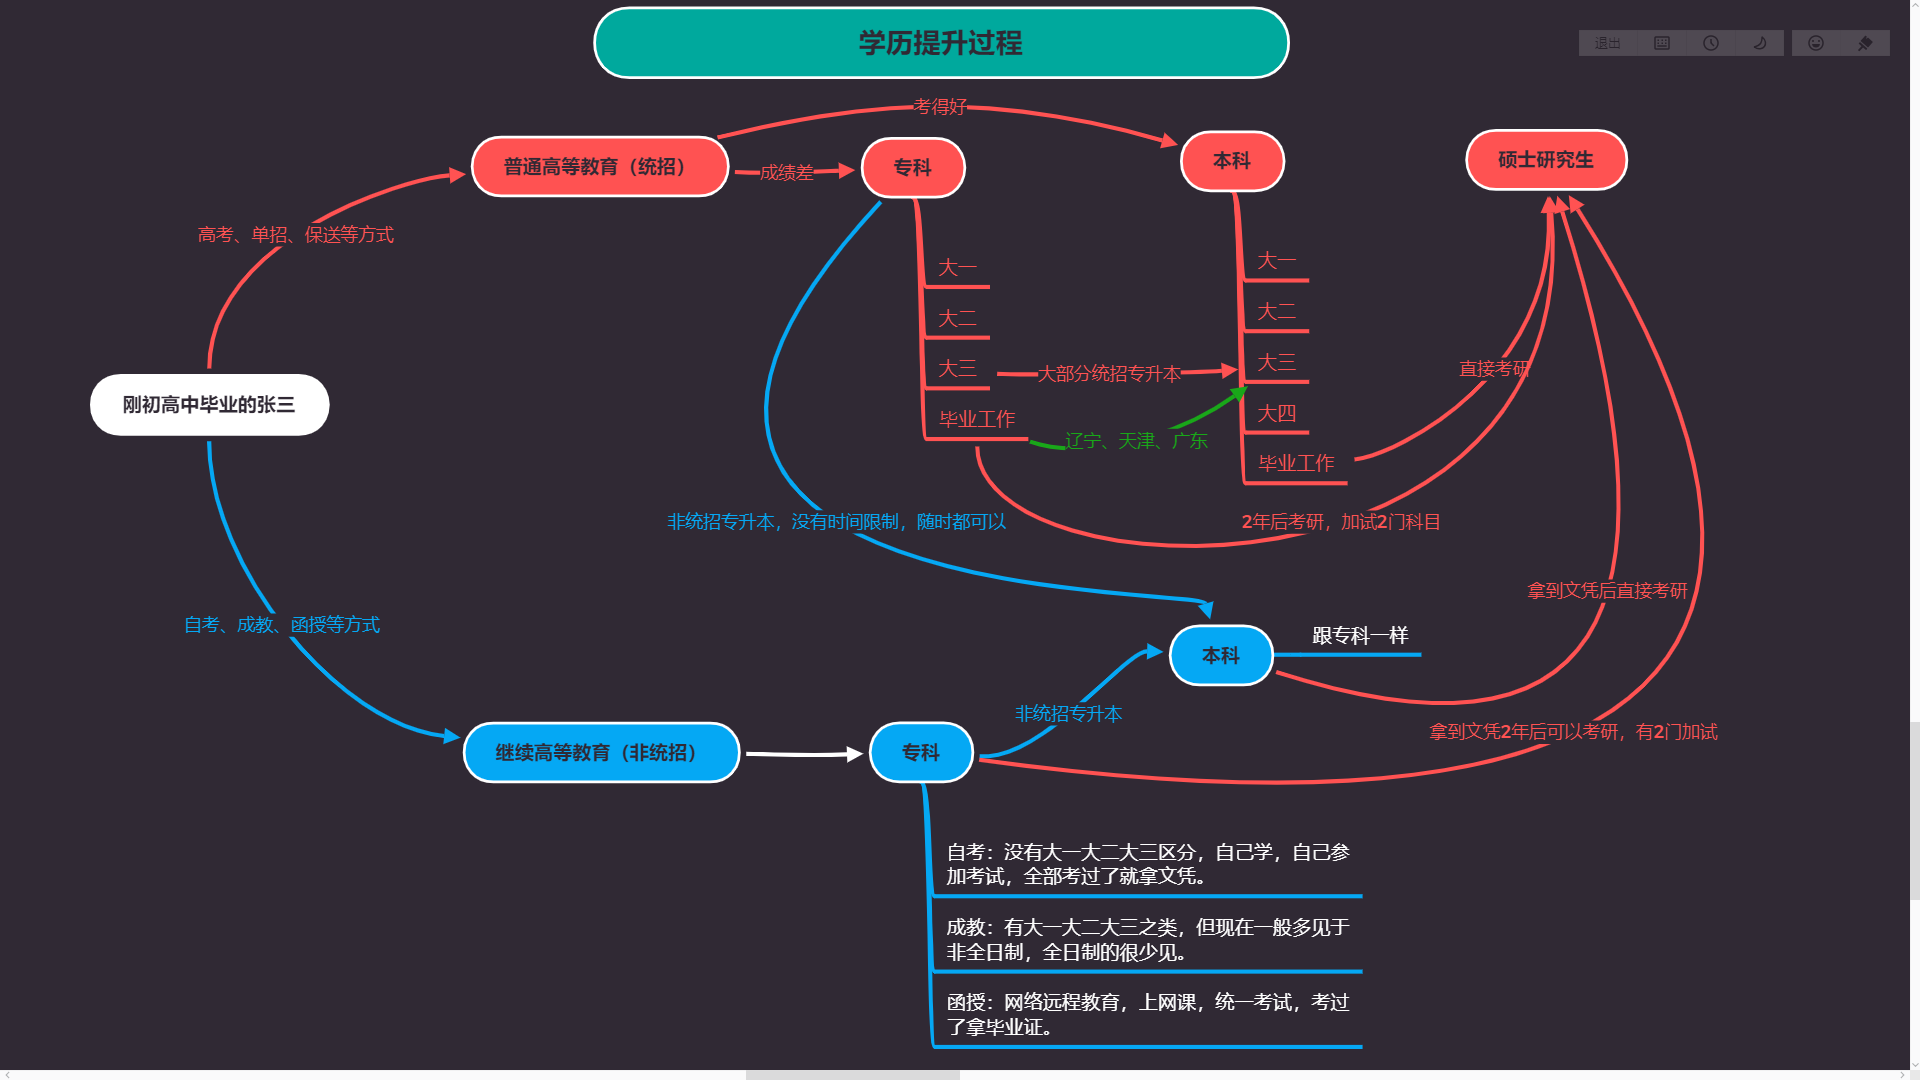 学历提升过程
退出
考得好
普通高等教育（统招）
成绩差
专科
本科
硕士研究生
高考、单招、保送等方式
大一
大二
大三
毕业工作
大部分统招专升本
辽宁、天津、广东
大一
大二
大三
大四
毕业工作
直接考研
刚初高中毕业的张三
非统招专升本，没有时间限制，随时都可以
2年后考研，加试2门科目
拿到文凭后直接考研
自考、成教、函授等方式
本科
跟专科一样
非统招专升本
拿到文凭2年后可以考研，有2门加试
继续高等教育（非统招）
专科
自考：没有大一大二大三区分，自己学，自己参
加考试，全部考过了就拿文凭。
成教：有大一大二大三之类，但现在一般多见于
非全日制，全日制的很少见。
函授：网络远程教育，上网课，统一考试，考过
了拿毕业证。